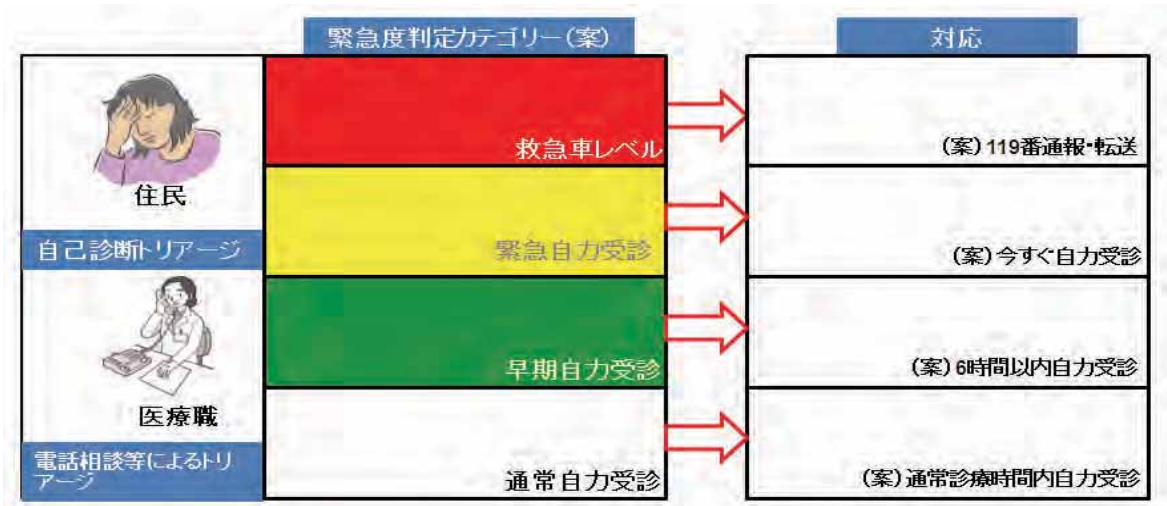 緊急度判定カテゴリー(案)
対応
住民
自己診断トリアージ
医療職
電話相談等によるトリ
アージ
救急車レベル
緊急自力受診
早期自力受診
通常自力受診
(案)119番通報・転送
(案)今すぐ自力受診
(案)6時間以内自力受診
(案)通常診療時間内自力受診